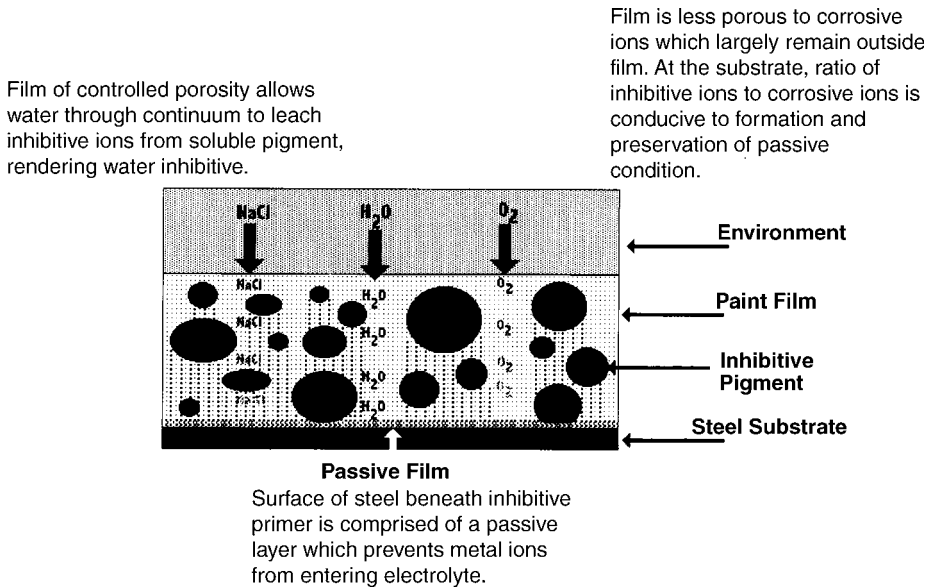 Film is less porous to corrosive
ions which largely remain outside
film. At the substrate, ratio of
inhibitive ions to corrosive ions is
conducive to formation and
preservation of passive
condition.
Film of controlled porosity allows
water through continuum to leach
inhibitive ions from soluble pigment,
rendering water inhibitive.
NaCl H₂O O₂
Environment
NaCl H₂O O₂
Paint Film
NaCl H₂O O₂
NaCl H₂O O₂
Inhibitive
Pigment
NaCl H₂O O₂
Steel Substrate
Passive Film
Surface of steel beneath inhibitive
primer is comprised of a passive
layer which prevents metal ions
from entering electrolyte.